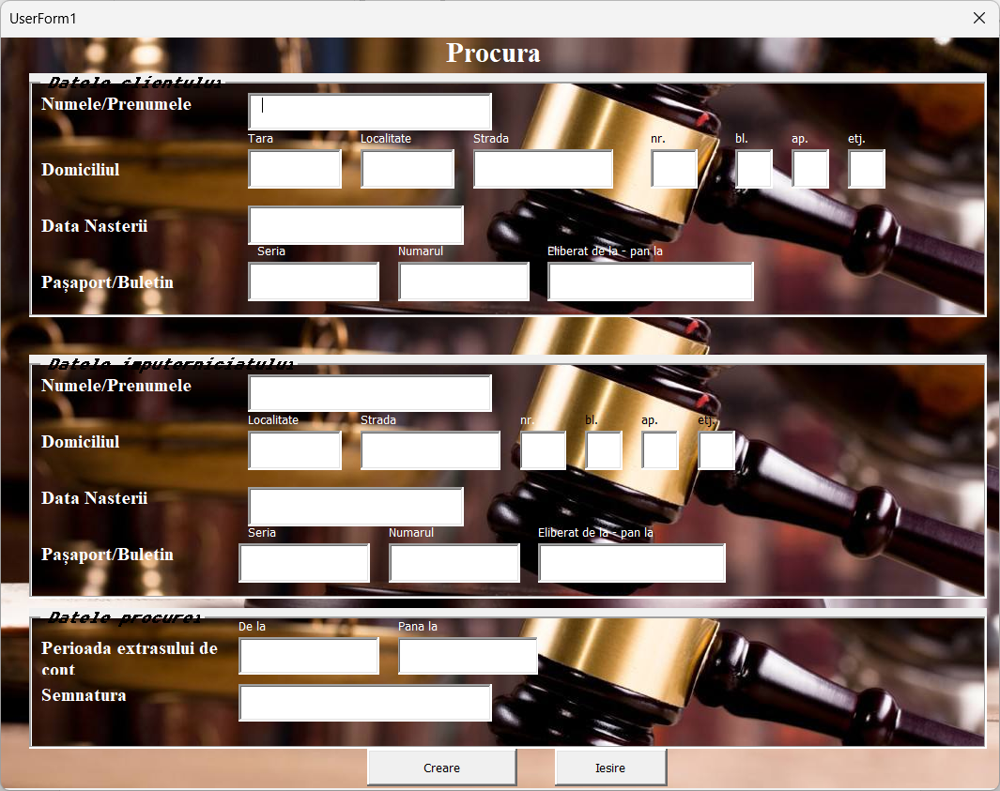 UserForm1
Procura
Datele clientului
Numele/Prenumele
Tara Localitate Strada nr. bl. ap. etj.
Domiciliul
Data Nasterii
Seria Numarul Eliberat de la - pan la
Pașaport/Buletin
Datele imputerniciatului
Numele/Prenumele
Localitate Strada nr. bl. ap. etj.
Domiciliul
Data Nasterii
Seria Numarul Eliberat de la - pan la
Pașaport/Buletin
Datele procurei
De la Pana la
Perioada extrasului de
cont
Semnatura
Creare Iesire